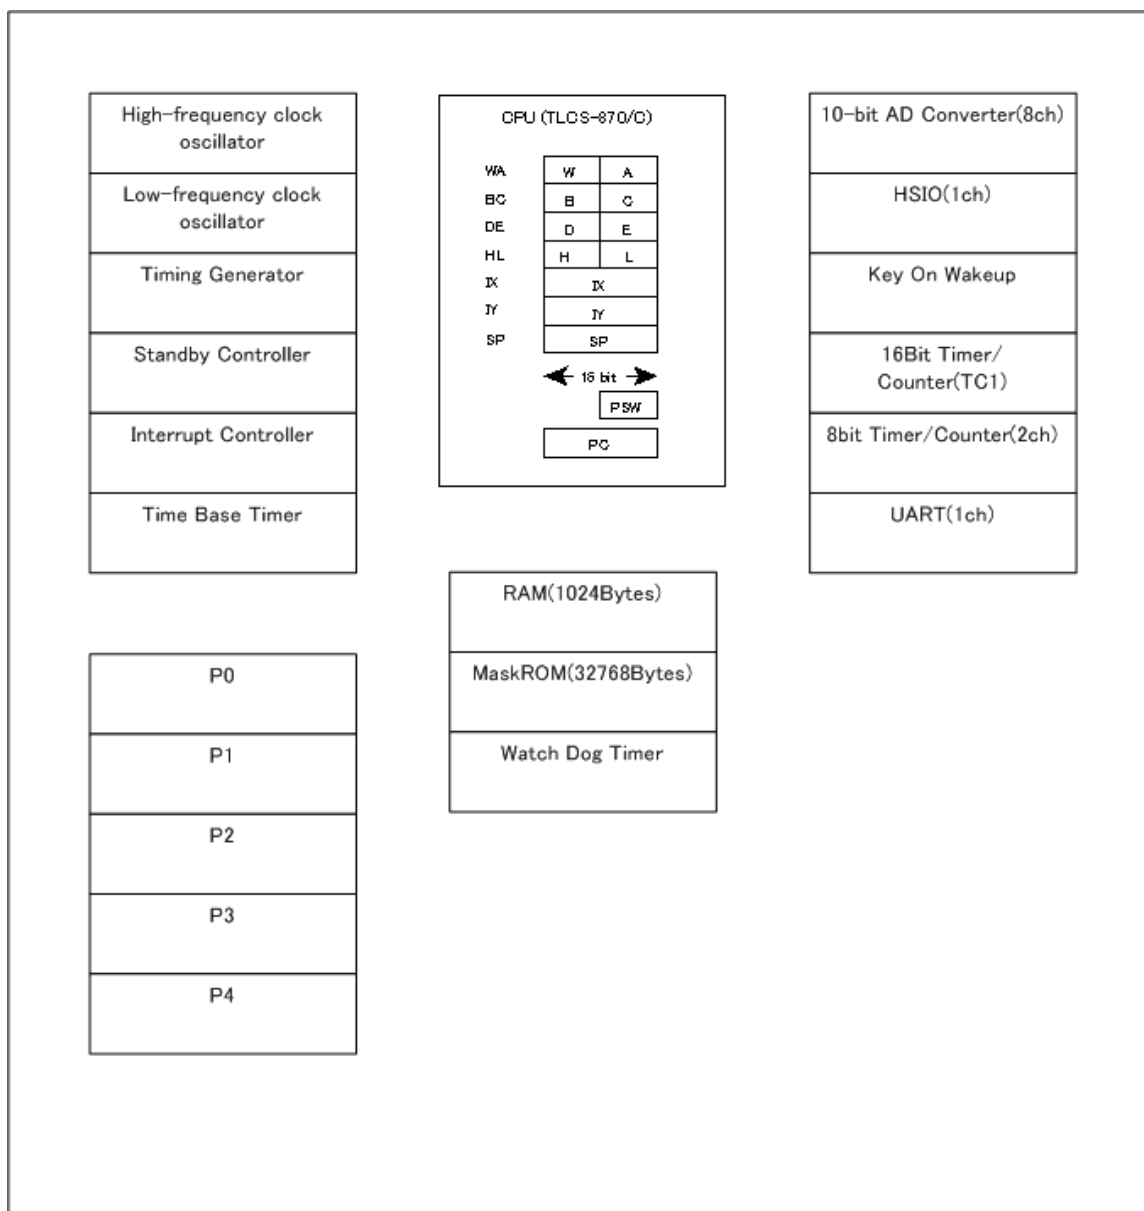 High-frequency clock
oscillator
Low-frequency clock
oscillator
Timing Generator
Standby Controller
Interrupt Controller
Time Base Timer
CPU (TLCS-870/C)
WA W A
BC B C
DE D E
HL H L
IX IX
IY IY
SP SP
16 bit
PSW
PC
10-bit AD Converter(8ch)
HSIO(1ch)
Key On Wakeup
16Bit Timer/
Counter(TC1)
8bit Timer/Counter(2ch)
UART(1ch)
RAM(1024Bytes)
MaskROM(32768Bytes)
Watch Dog Timer
P0
P1
P2
P3
P4